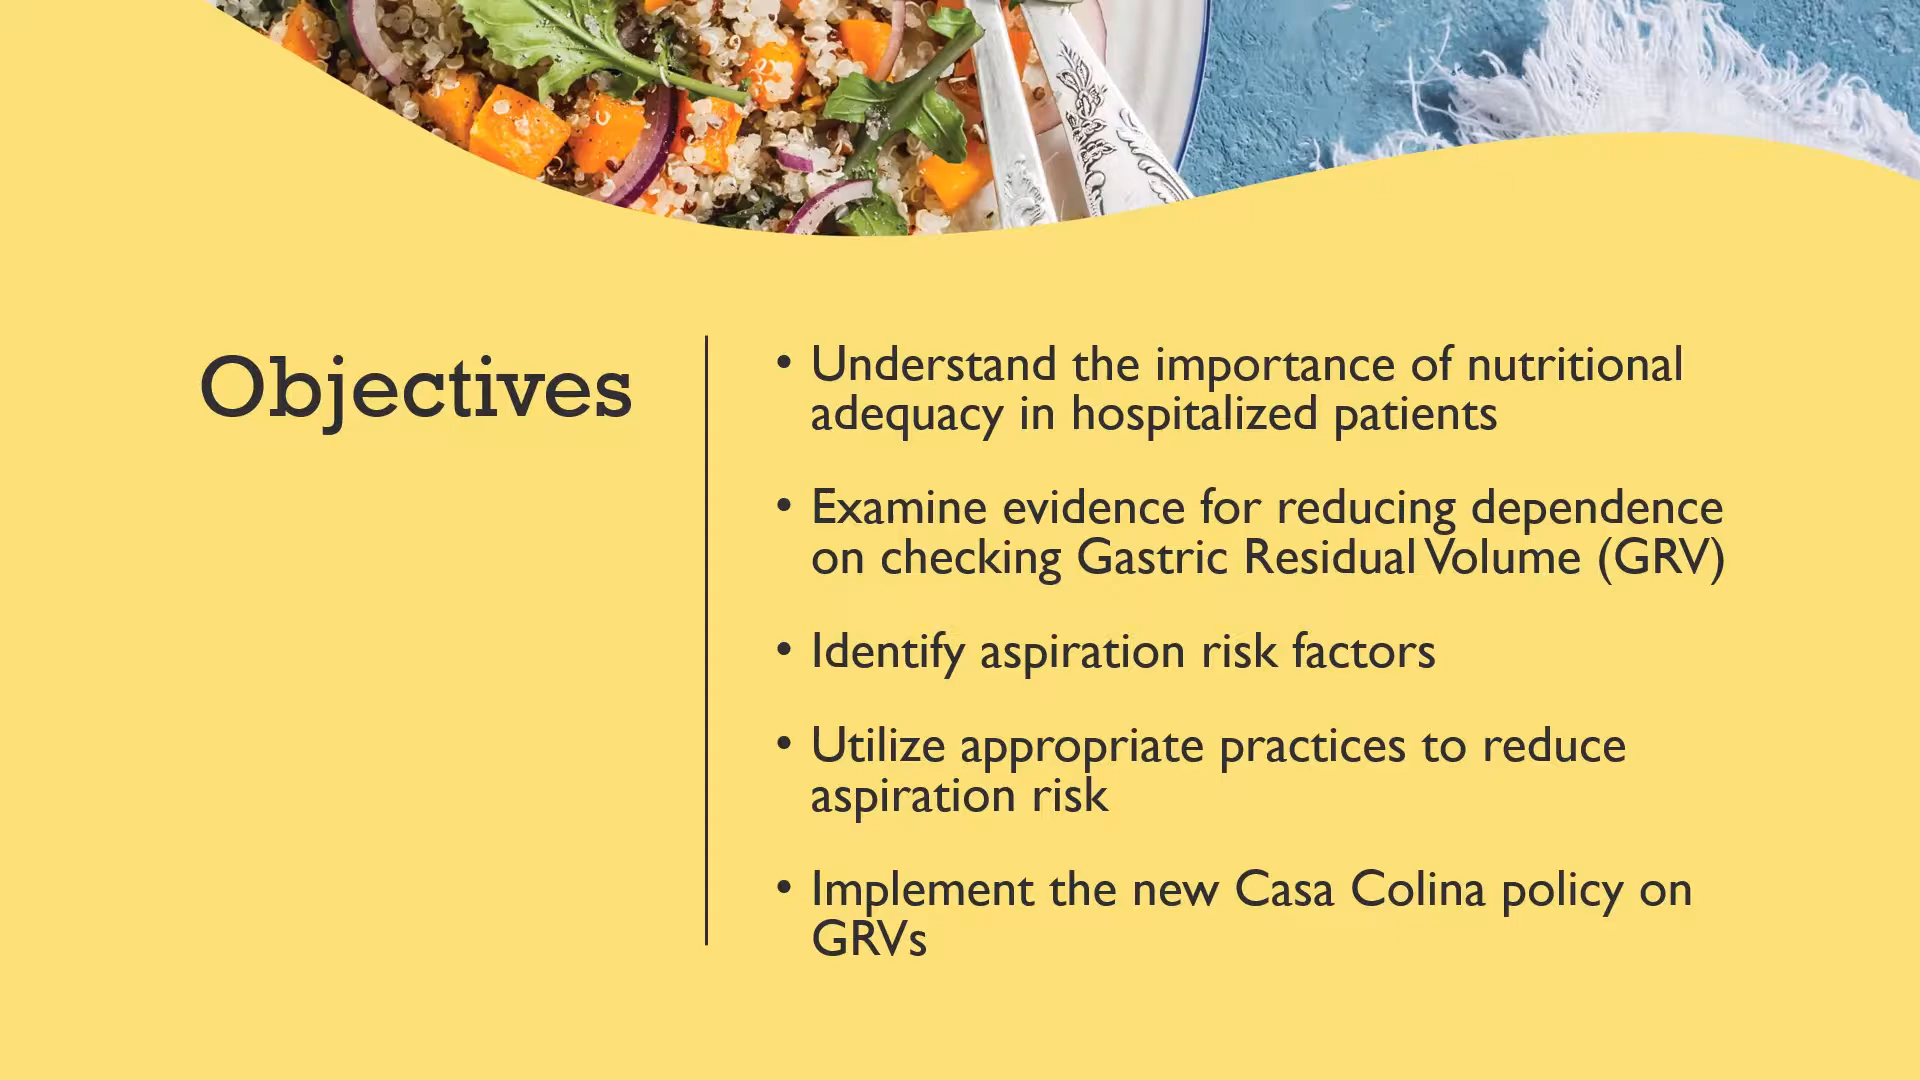 Objectives
• Understand the importance of nutritional
adequacy in hospitalized patients
• Examine evidence for reducing dependence
on checking Gastric Residual Volume (GRV)
• Identify aspiration risk factors
• Utilize appropriate practices to reduce
aspiration risk
• Implement the new Casa Colina policy on
GRVs